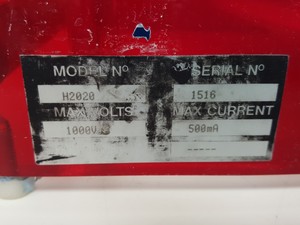 MODEL Nº SERIAL Nº
H2020 1516
MAX VOLTS MAX CURRENT
1000V 500mA
-----